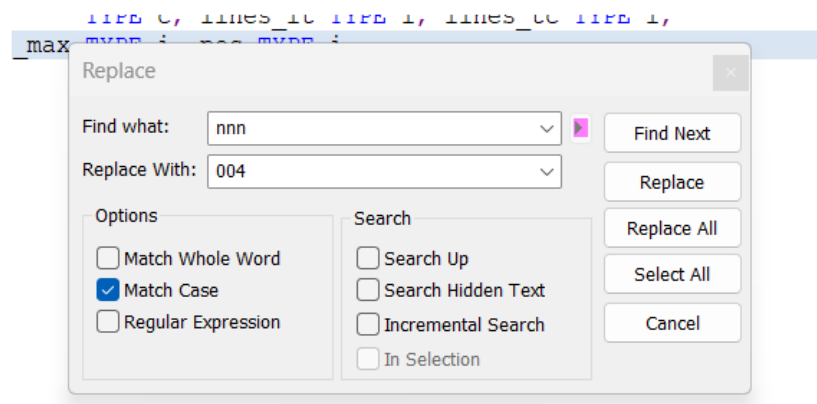 TYPE c, lines_lt TYPE i, lines_tc TYPE i,
_max TYPE i, pos TYPE i
Replace
Find what: nnn
Find Next
Replace With: 004
Replace
Options
Search
Replace All
Match Whole Word
Search Up
Select All
Match Case
Search Hidden Text
Regular Expression
Incremental Search
Cancel
In Selection